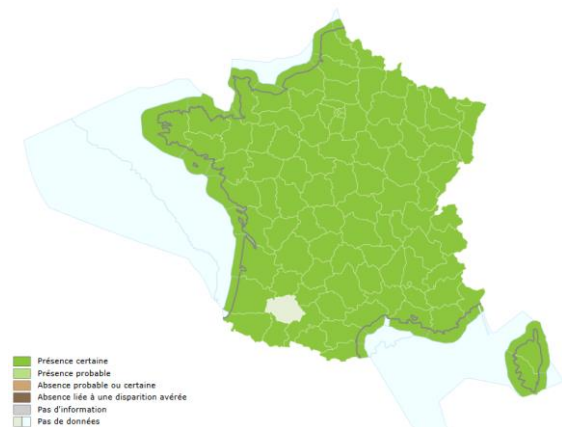 Présence certaine
Présence probable
Absence probable ou certaine
Absence liée à une disparition avérée
Pas d'information
Pas de données